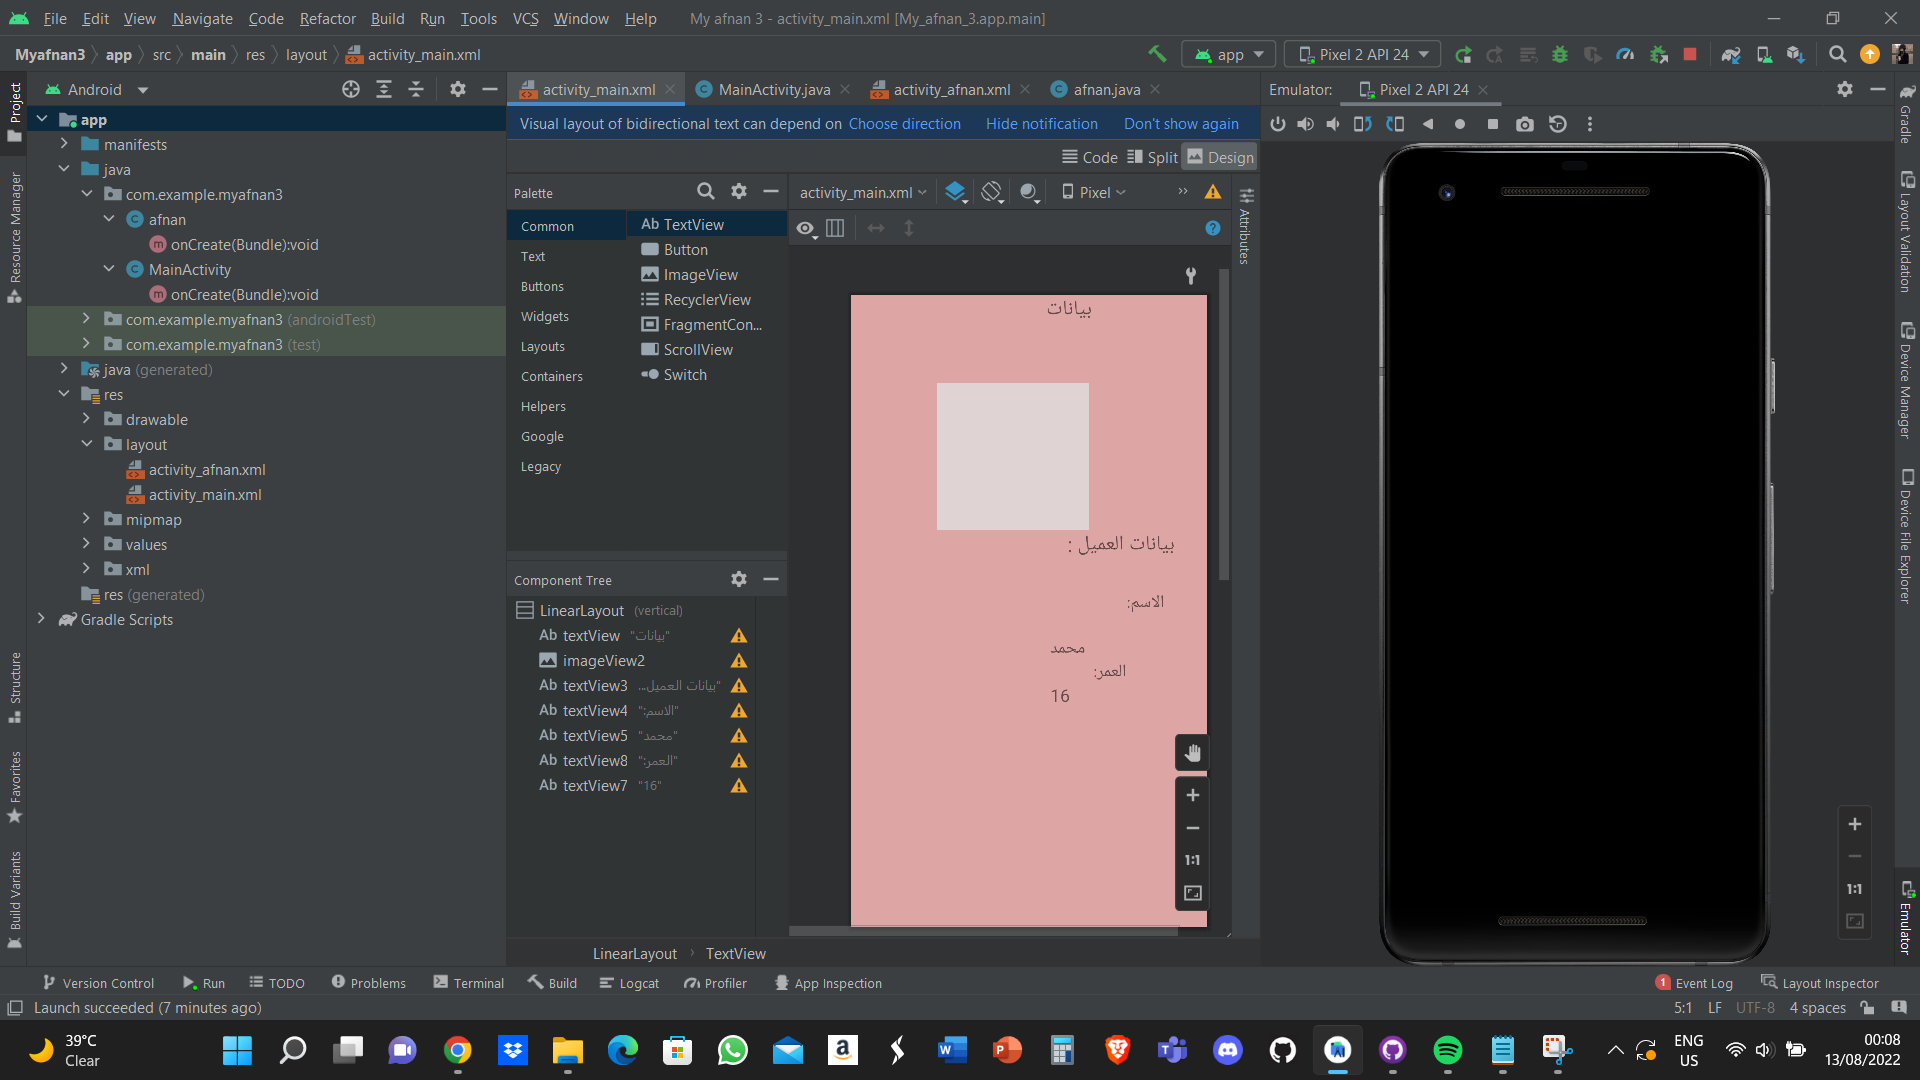 File Edit View Navigate Code Refactor Build Run Tools VCS Window Help My afnan 3 - activity_main.xml [My_afnan_3.app.main]
Myafnan3 app src main res layout activity_main.xml app Pixel 2 API 24
Project
Resource Manager
Structure
Favorites
Build Variants
Android
app
manifests
java
com.example.myafnan3
afnan
onCreate(Bundle):void
MainActivity
onCreate(Bundle):void
com.example.myafnan3 (androidTest)
com.example.myafnan3 (test)
java (generated)
res
drawable
layout
activity_afnan.xml
activity_main.xml
mipmap
values
xml
res (generated)
Gradle Scripts
activity_main.xml MainActivity.java activity_afnan.xml afnan.java
Visual layout of bidirectional text can depend on Choose direction Hide notification Don't show again
Code Split Design
Palette
Common
Text
Buttons
Widgets
Layouts
Containers
Helpers
Google
Legacy
Ab TextView
Button
ImageView
RecyclerView
FragmentCon...
ScrollView
Switch
Component Tree
LinearLayout (vertical)
Ab textView "بيانات"
imageView2
Ab textView3 "بيانات العميل...
Ab textView4 "الاسم:"
Ab textView5 "محمد"
Ab textView8 "العمر:"
Ab textView7 "16"
activity_main.xml Pixel
Attributes
بيانات
بيانات العميل :
الاسم:
محمد
العمر:
16
1:1
LinearLayout TextView
Emulator: Pixel 2 API 24
1:1
Gradle
Layout Validation
Device Manager
Device File Explorer
Emulator
Version Control Run TODO Problems Terminal Build Logcat Profiler App Inspection 1 Event Log Layout Inspector
Launch succeeded (7 minutes ago) 5:1 LF UTF-8 4 spaces
39°C
Clear
ENG
US
00:08
13/08/2022